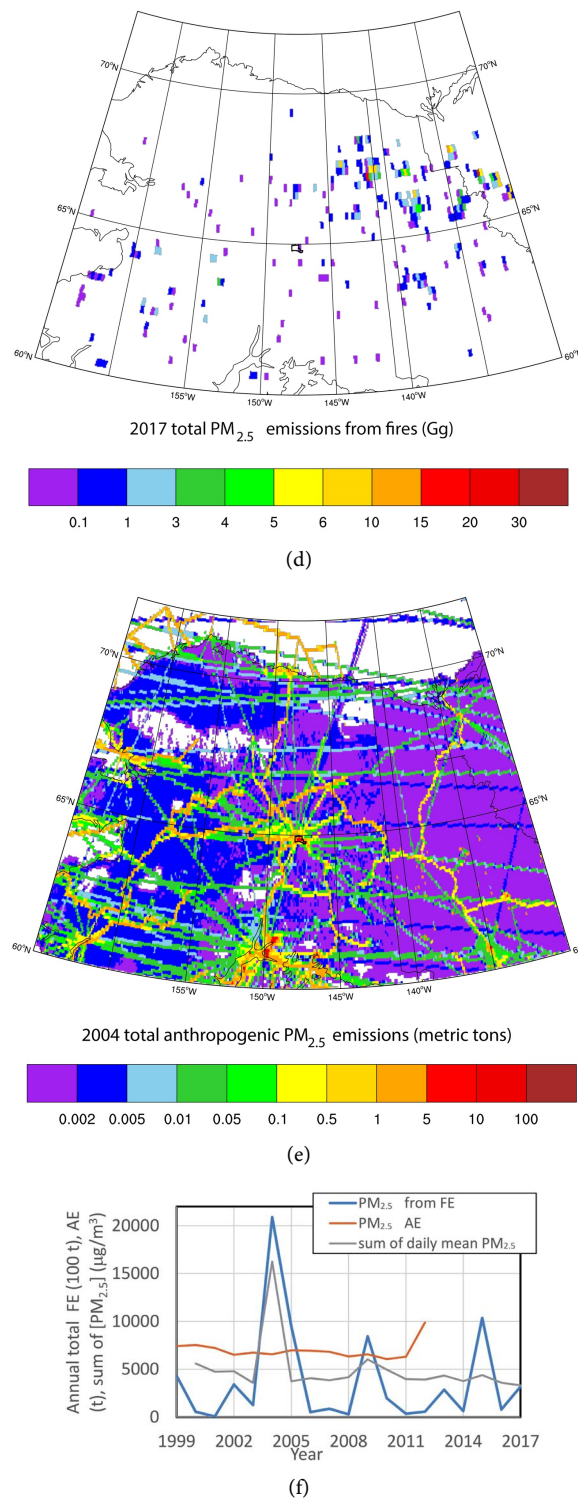 70°N
70°N
65°N
65°N
60°N
60°N
155°W
150°W
145°W
140°W
2017 total PM2.5 emissions from fires (Gg)
0.1 1 3 4 5 6 10 15 20 30
(d)
70°N
70°N
65°N
65°N
60°N
6
155°W
150°W
145°W
140°W
2004 total anthropogenic PM2.5 emissions (metric tons)
0.002 0.005 0.01 0.05 0.1 0.5 1 5 10 100
(e)
Annual total FE (100 t), AE
(t), sum of [PM2.5] (µg/m³)
PM2.5 from FE
PM2.5 AE
sum of daily mean PM2.5
20000
15000
10000
5000
0
1999 2002 2005 2008 2011 2014 2017
Year
(f)